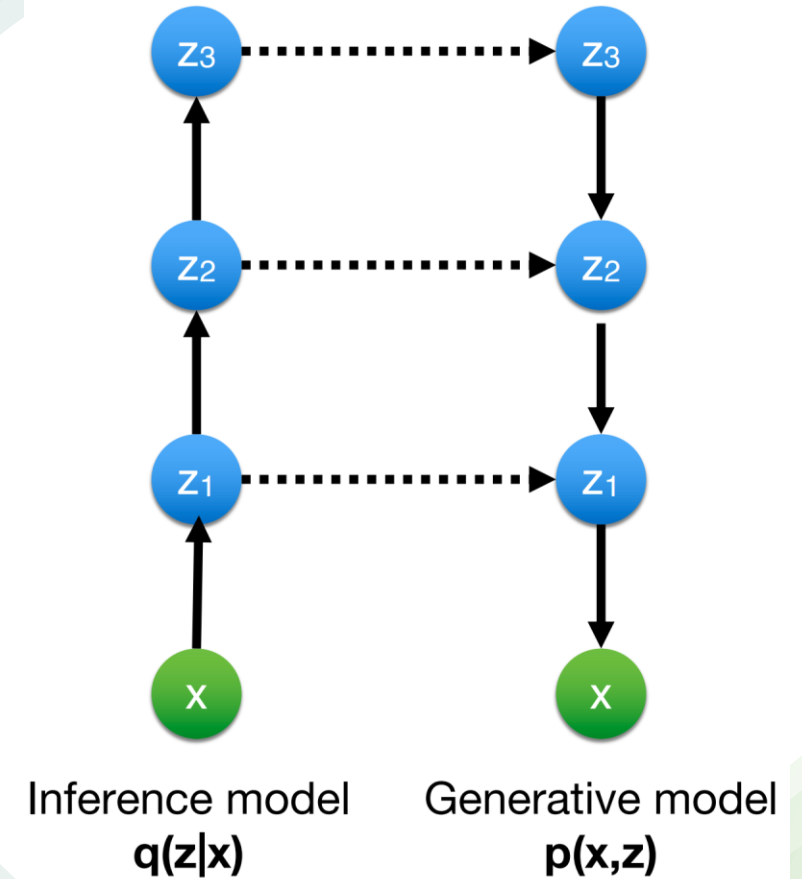 z3 z3
z2 z2
z1 z1
x x
Inference model Generative model
q(z|x) p(x,z)